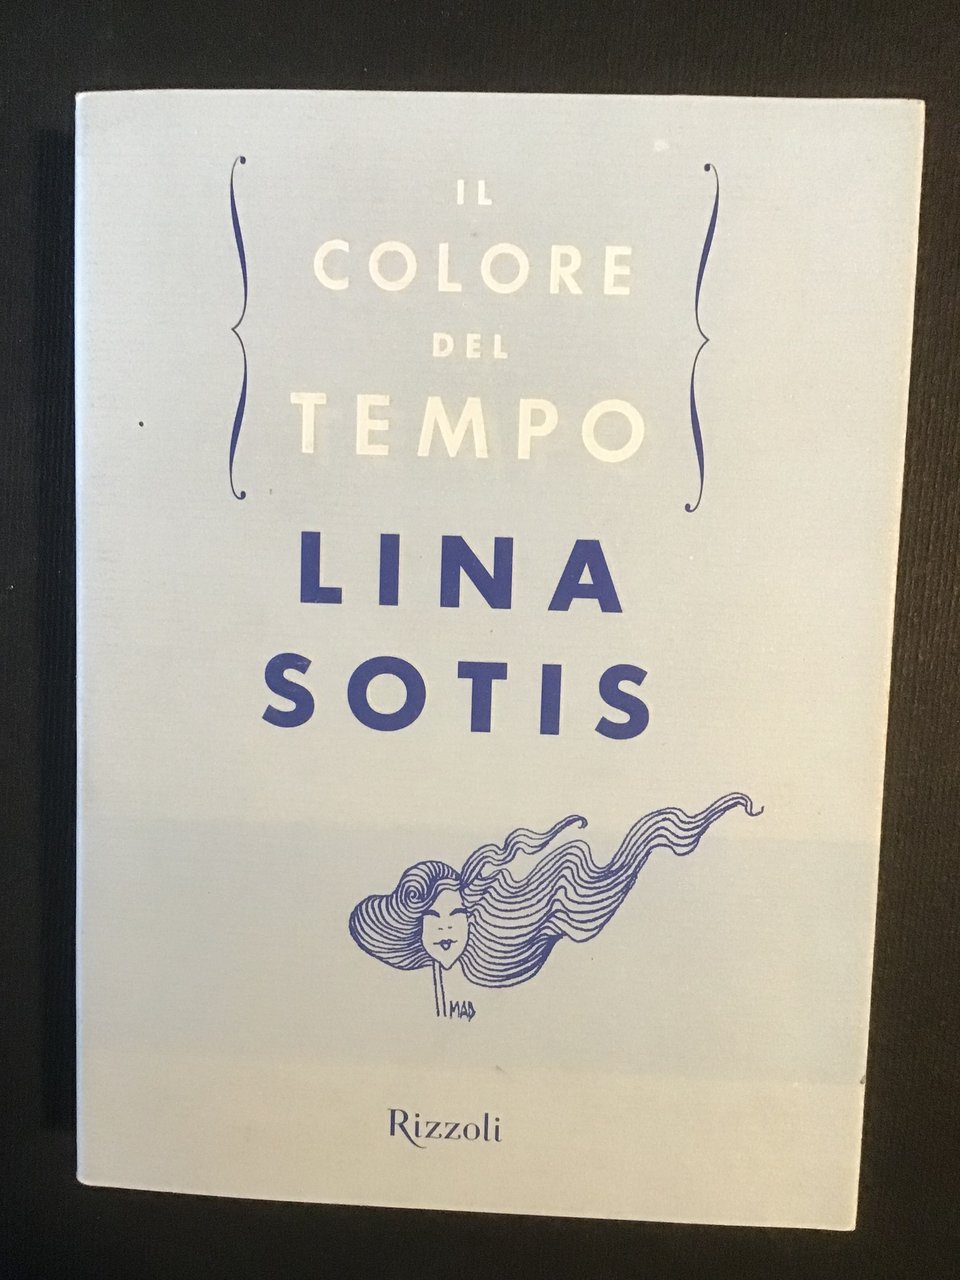 IL
COLORE
DEL
TEMPO
LINA
SOTIS
MAD
Rizzoli